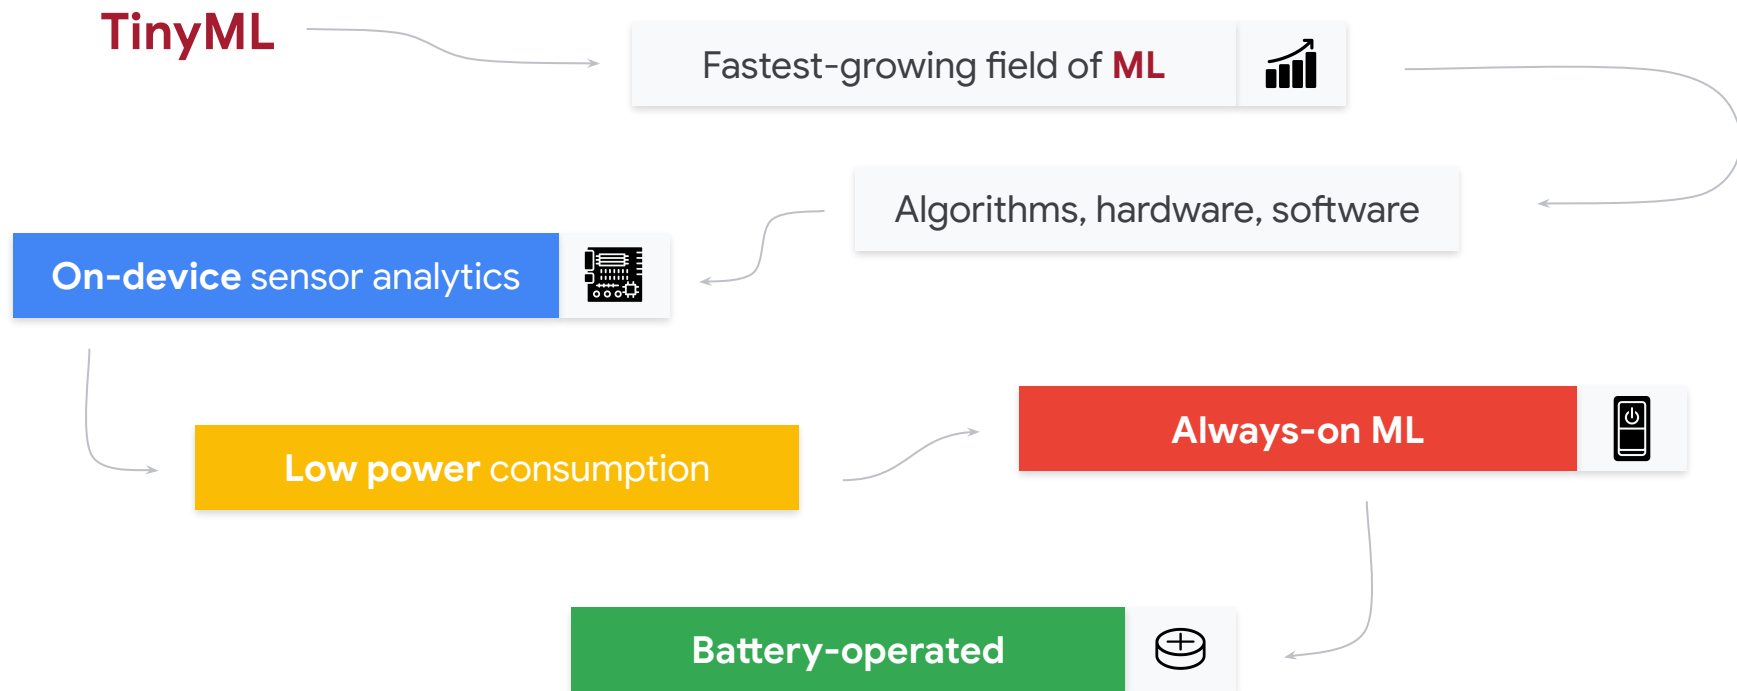 TinyML
Fastest-growing field of ML
Algorithms, hardware, software
On-device sensor analytics
Low power consumption
Always-on ML
Battery-operated